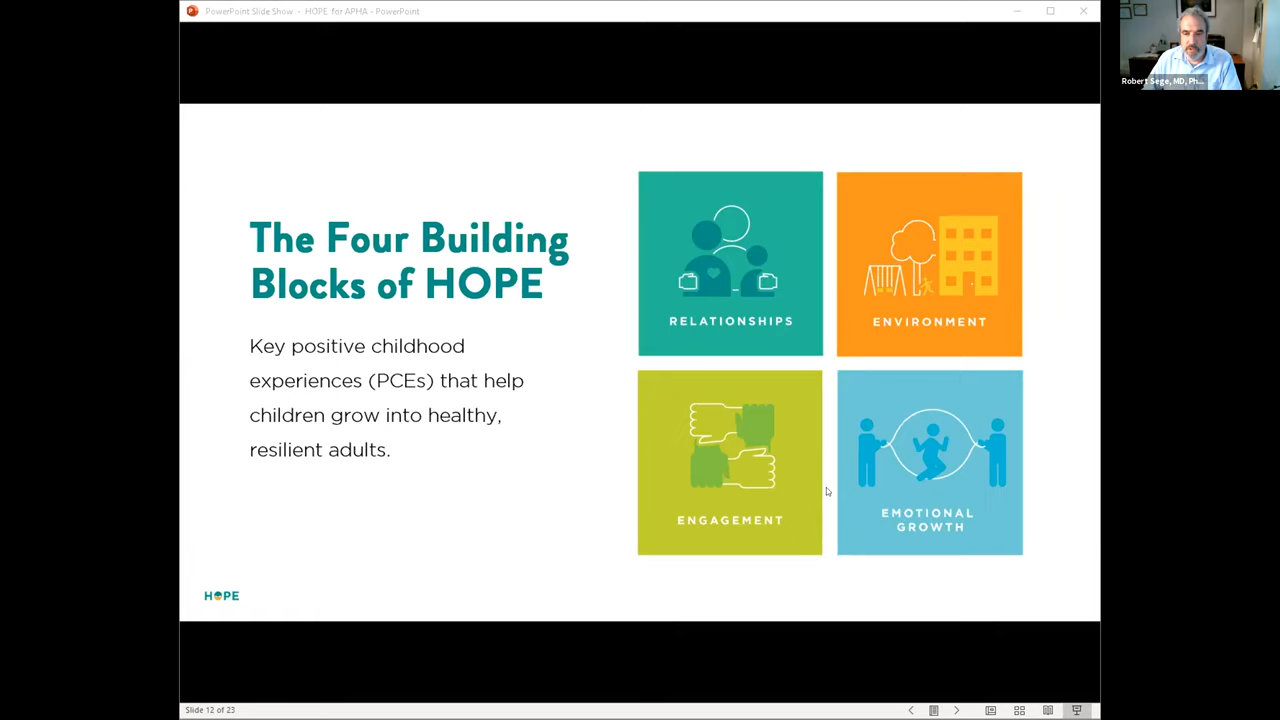 PowerPoint Slide Show - HOPE for APHA - PowerPoint
Robert Sege, MD, Ph...
The Four Building
Blocks of HOPE
Key positive childhood
experiences (PCEs) that help
children grow into healthy,
resilient adults.
RELATIONSHIPS
ENVIRONMENT
ENGAGEMENT
EMOTIONAL
GROWTH
HOPE
Slide 12 of 23